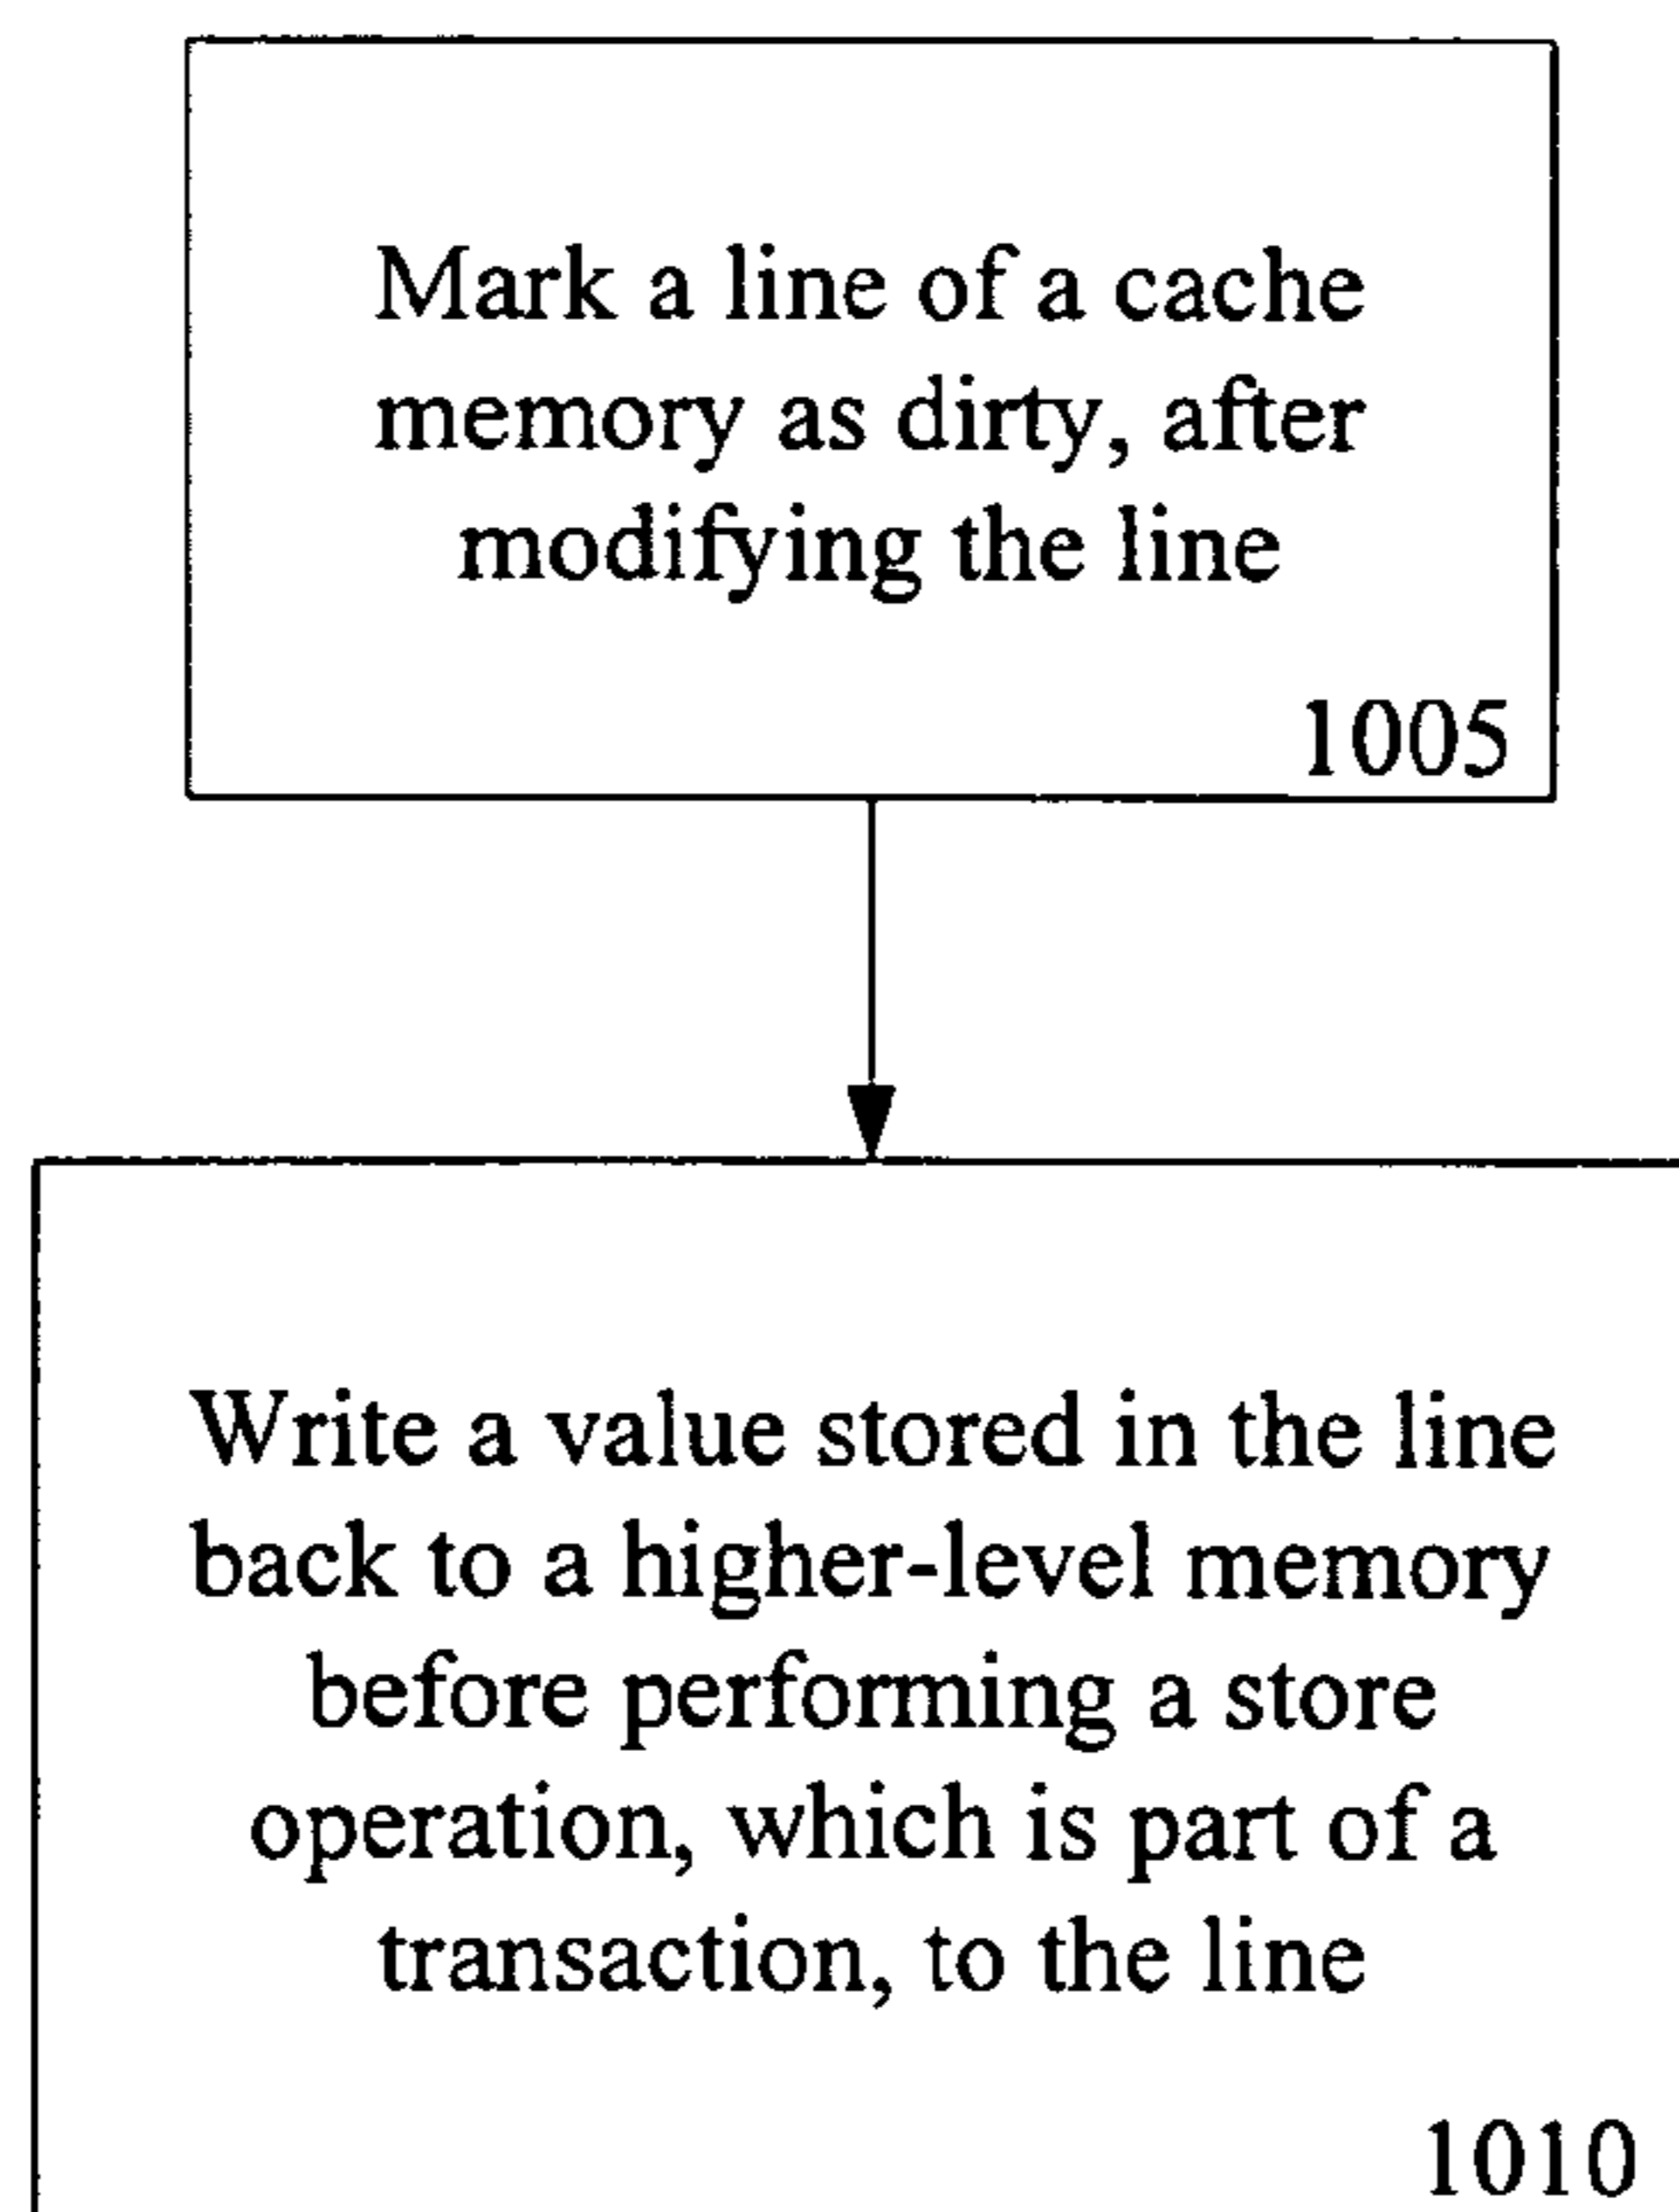 Mark a line of a cache
memory as dirty, after
modifying the line
1005
Write a value stored in the line
back to a higher-level memory
before performing a store
operation, which is part of a
transaction, to the line
1010